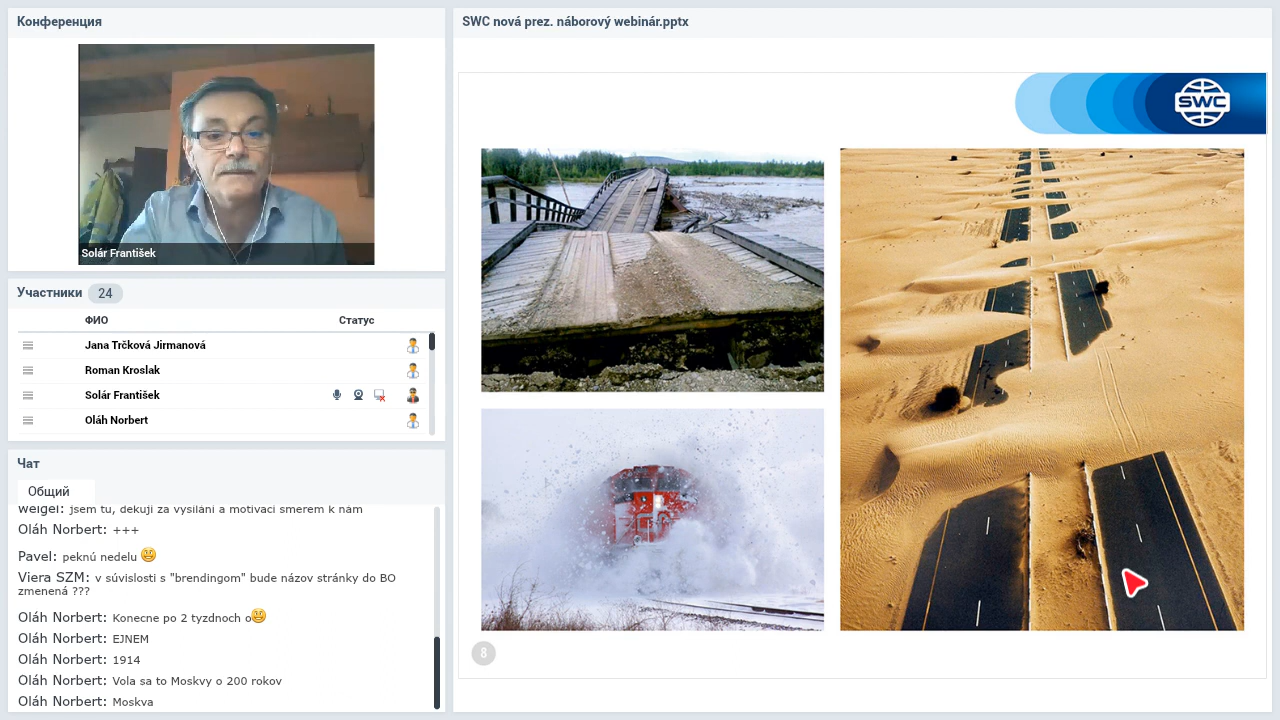 Конференция
Solár František
Участники 24
ФИО Статус
Jana Trčková Jirmanová
Roman Kroslak
Solár František
Oláh Norbert
Чат
Общий
weigel: jsem tu, dekuji za vysilani a motivaci smerem k nam
Oláh Norbert: +++
Pavel: peknú nedelu
Viera SZM: v súvislosti s "brendingom" bude názov stránky do BO
zmenená ???
Oláh Norbert: Konecne po 2 tyzdnoch o
Oláh Norbert: EJNEM
Oláh Norbert: 1914
Oláh Norbert: Vola sa to Moskvy o 200 rokov
Oláh Norbert: Moskva
SWC nová prez. náborový webinár.pptx
SWC
8